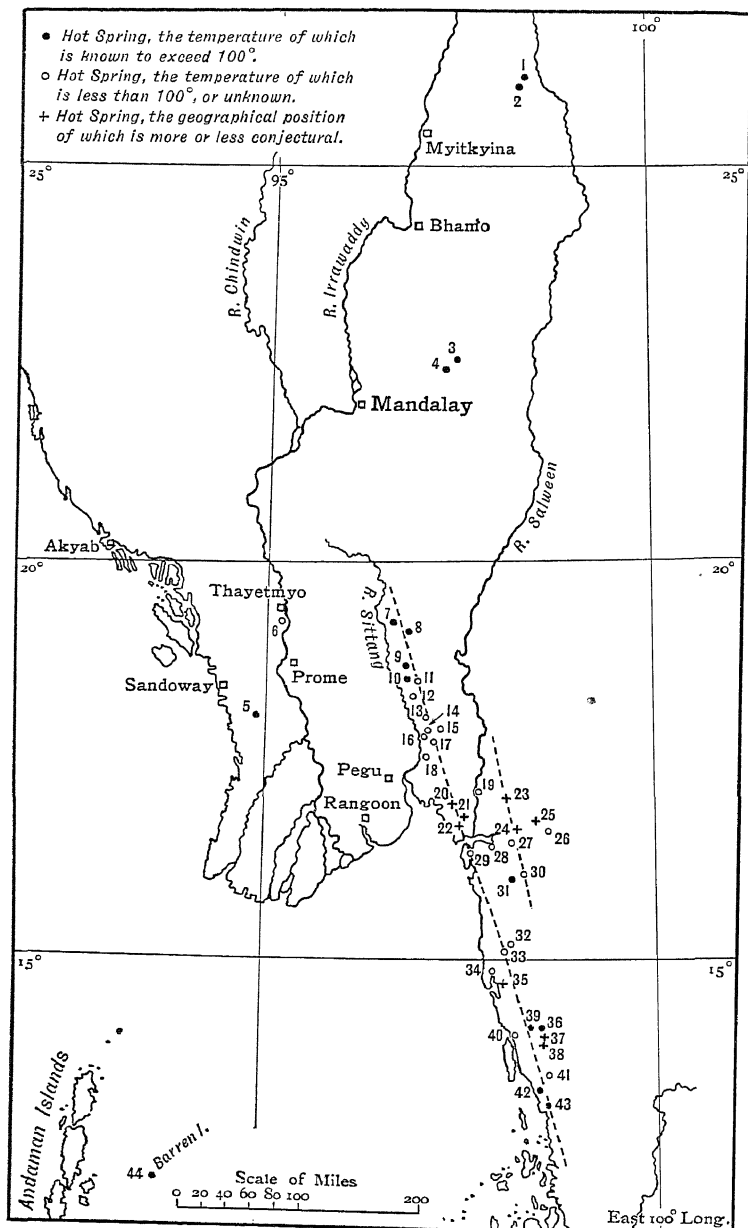 ● Hot Spring, the temperature of which
is known to exceed 100°.
○ Hot Spring, the temperature of which
is less than 100°, or unknown.
+ Hot Spring, the geographical position
of which is more or less conjectural.
100°
1
2
Myitkyina
25°
95°
25°
R. Chindwin
R. Irrawaddy
Bhamo
3
4
Mandalay
R. Salween
Akyab
20°
20°
Thayetmyo
6
R. Sittang
7
8
9
10
11
Prome
Sandoway
12
5
13
14
15
16
17
18
Pegu
19
20
21
23
Rangoon
22
24
25
26
27
28
29
30
31
32
33
15°
15°
34
35
39
36
37
40
38
41
42
43
Andaman Islands
44
Barren I.
Scale of Miles
0 20 40 60 80 100 200
East 100° Long.